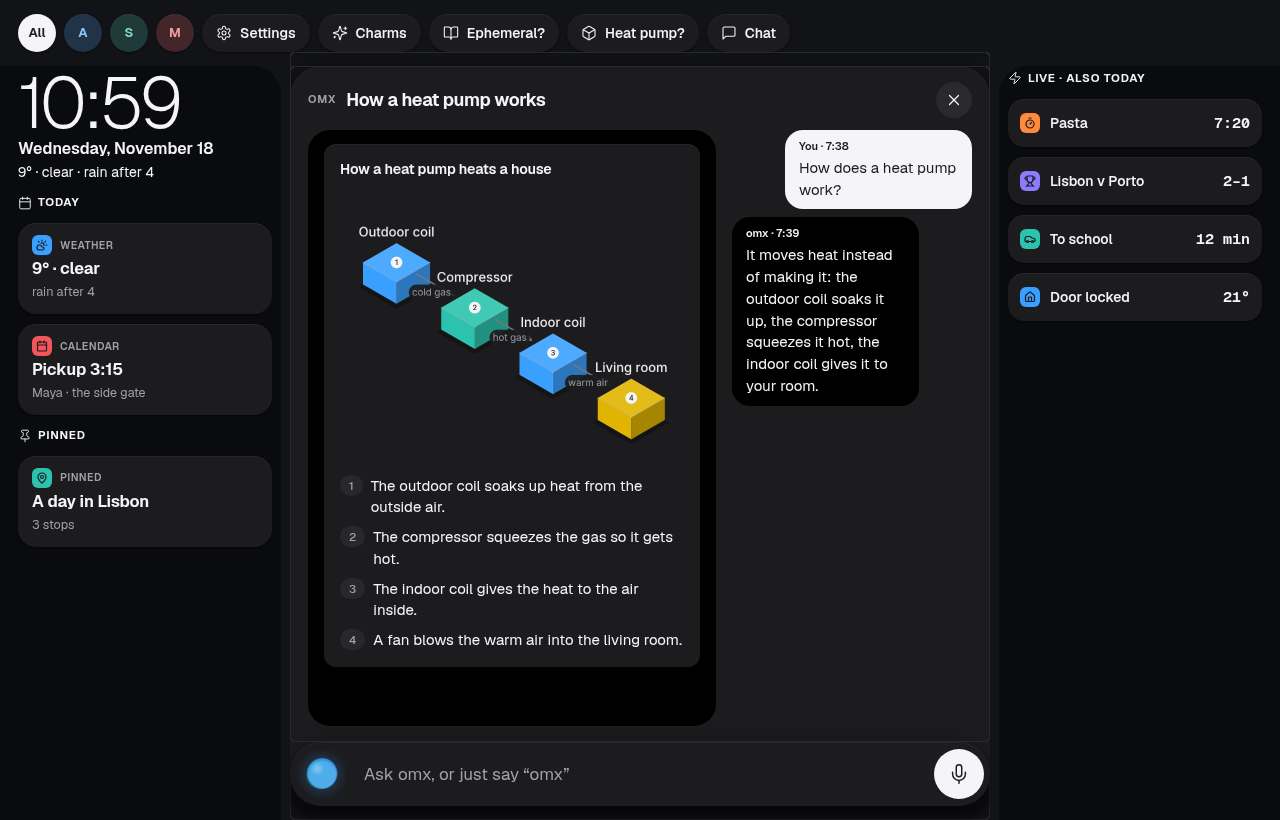 All
A
S
M
Settings
Charms
Ephemeral?
Heat pump?
Chat
10:59
Wednesday, November 18
9° · clear · rain after 4
TODAY
WEATHER
9° · clear
rain after 4
CALENDAR
Pickup 3:15
Maya · the side gate
PINNED
PINNED
A day in Lisbon
3 stops
OMX
How a heat pump works
How a heat pump heats a house
Outdoor coil
1
cold gas
Compressor
2
hot gas
Indoor coil
3
warm air
Living room
4
1
The outdoor coil soaks up heat from the
outside air.
2
The compressor squeezes the gas so it gets
hot.
3
The indoor coil gives the heat to the air
inside.
4
A fan blows the warm air into the living room.
You · 7:38
How does a heat pump
work?
omx · 7:39
It moves heat instead
of making it: the
outdoor coil soaks it
up, the compressor
squeezes it hot, the
indoor coil gives it to
your room.
Ask omx, or just say “omx”
LIVE · ALSO TODAY
Pasta
7:20
Lisbon v Porto
2–1
To school
12 min
Door locked
21°